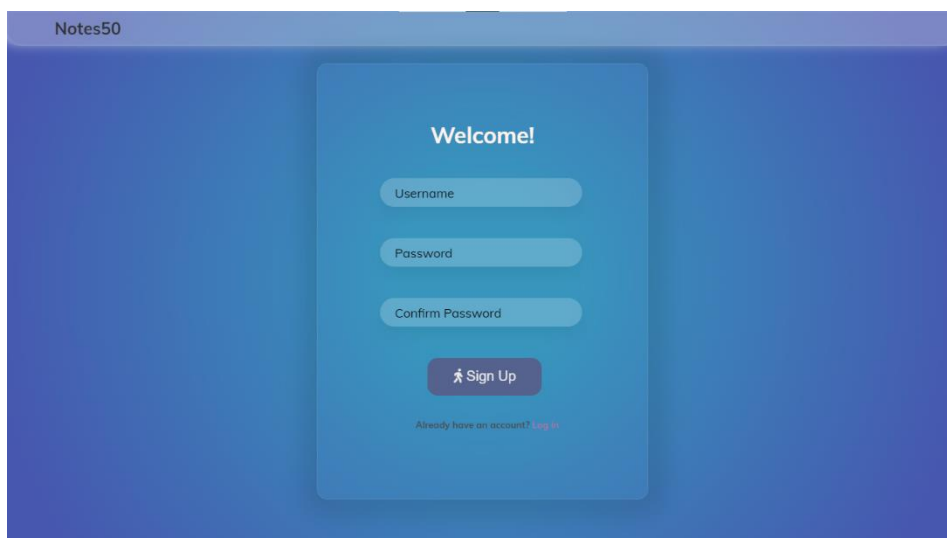 Notes50
Welcome!
Username
Password
Confirm Password
Sign Up
Already have an account? Log in